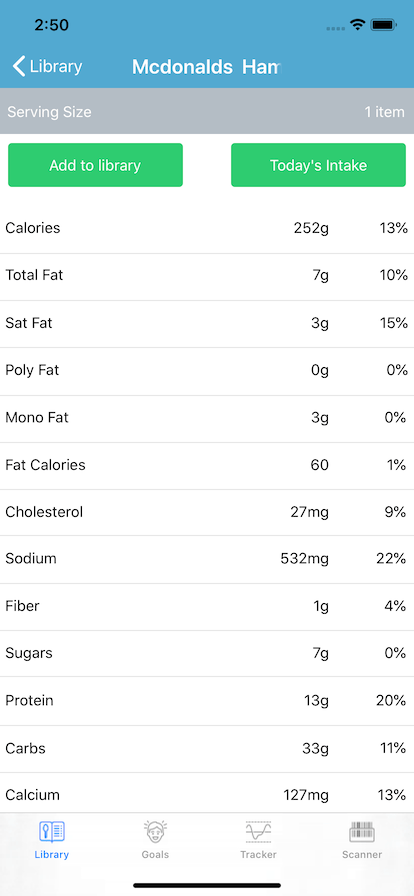 2:50
Library Mcdonalds Ham
Serving Size 1 item
Add to library Today's Intake
Calories 252g 13%
Total Fat 7g 10%
Sat Fat 3g 15%
Poly Fat 0g 0%
Mono Fat 3g 0%
Fat Calories 60 1%
Cholesterol 27mg 9%
Sodium 532mg 22%
Fiber 1g 4%
Sugars 7g 0%
Protein 13g 20%
Carbs 33g 11%
Calcium 127mg 13%
Library Goals Tracker Scanner